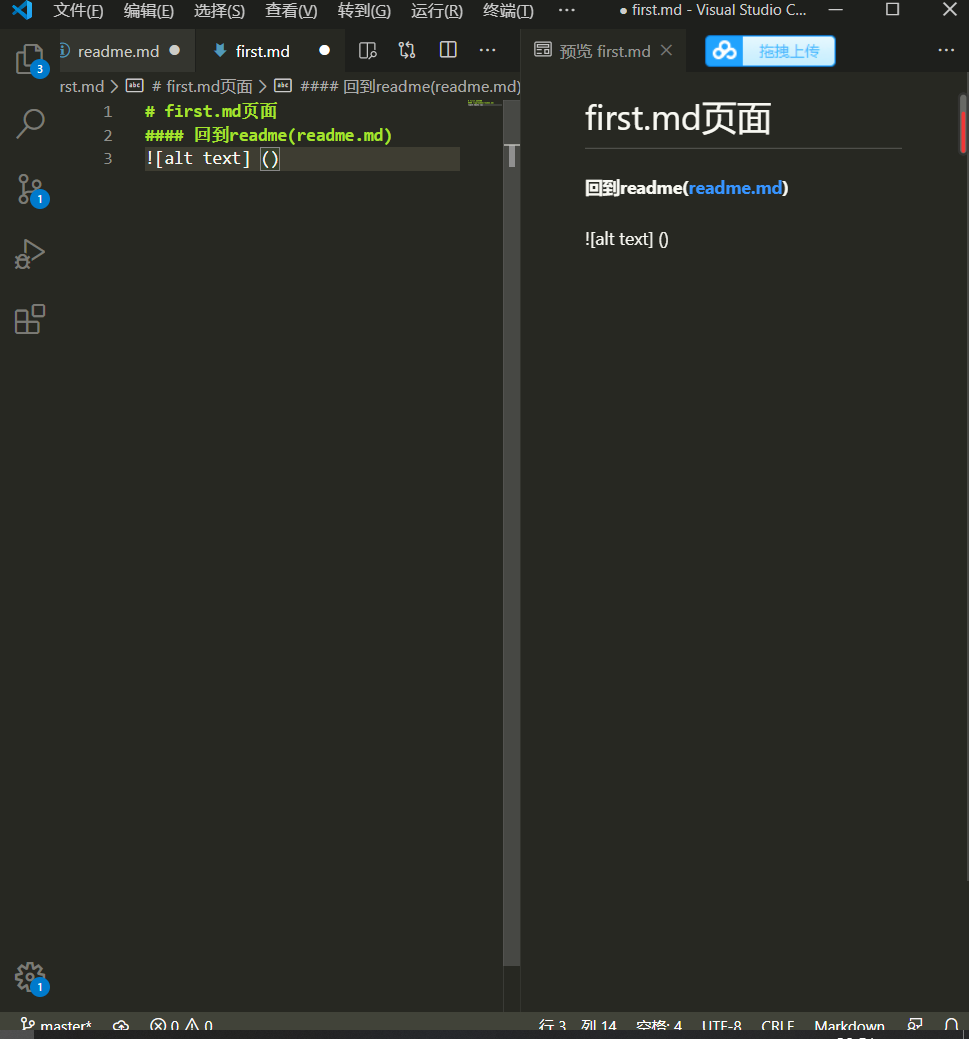 文件(F) 编辑(E) 选择(S) 查看(V) 转到(G) 运行(R) 终端(T) ··· ● first.md - Visual Studio C...
readme.md ● first.md ● ··· 预览 first.md 拖拽上传 ···
rst.md > # first.md页面 > #### 回到readme(readme.md)
1 # first.md页面
2 #### 回到readme(readme.md)
3 ![alt text] ()
first.md页面
回到readme(readme.md)
![alt text] ()
3
1
1
master* 0 0 行 3 列 14 空格: 4 UTF-8 CRLF Markdown